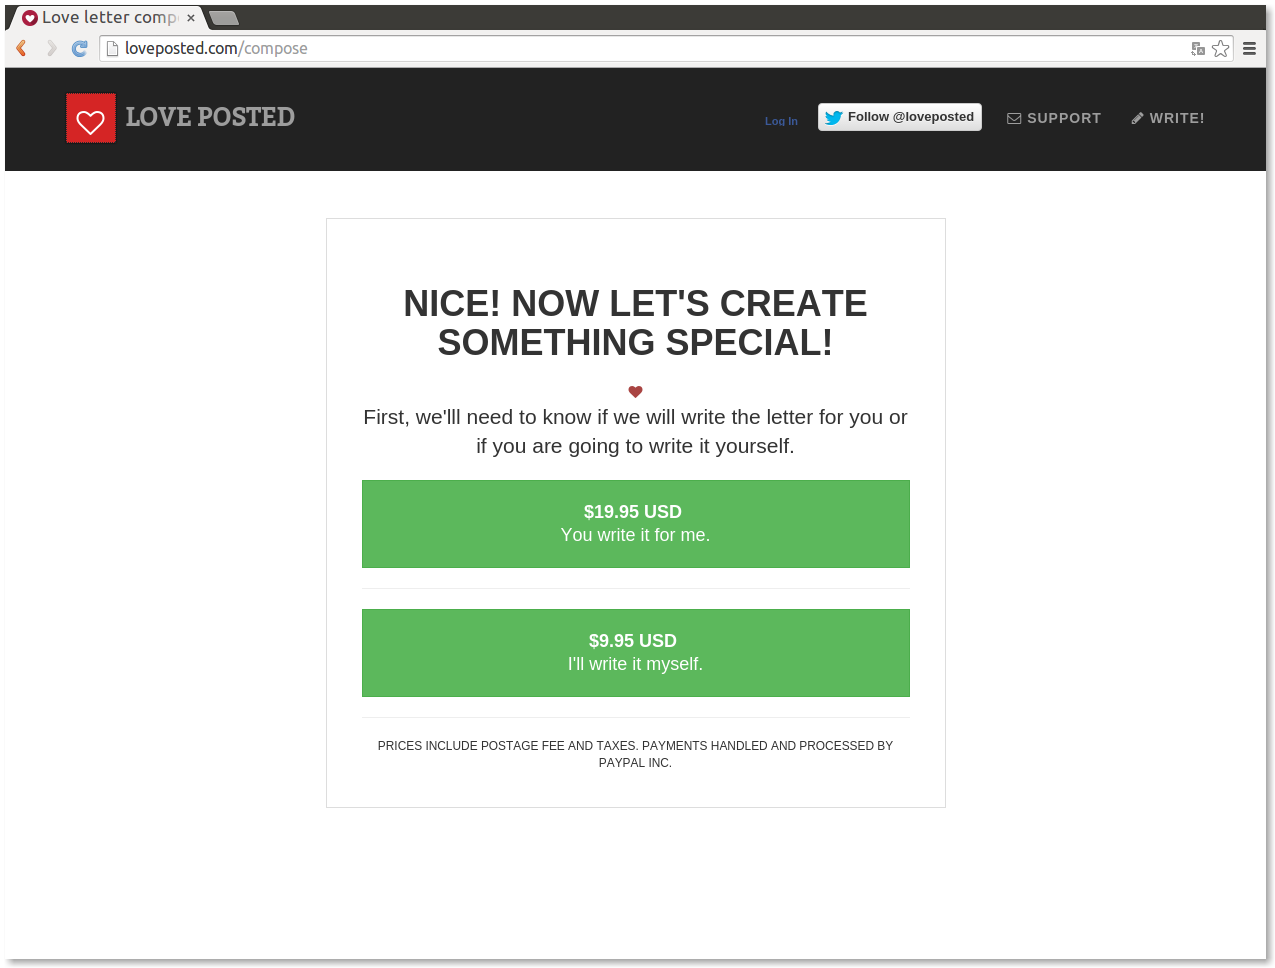 Love letter comp
loveposted.com/compose
LOVE POSTED
Log In
Follow @loveposted
SUPPORT
WRITE!
NICE! NOW LET'S CREATE
SOMETHING SPECIAL!
First, we'lll need to know if we will write the letter for you or
if you are going to write it yourself.
$19.95 USD
You write it for me.
$9.95 USD
I'll write it myself.
PRICES INCLUDE POSTAGE FEE AND TAXES. PAYMENTS HANDLED AND PROCESSED BY
PAYPAL INC.